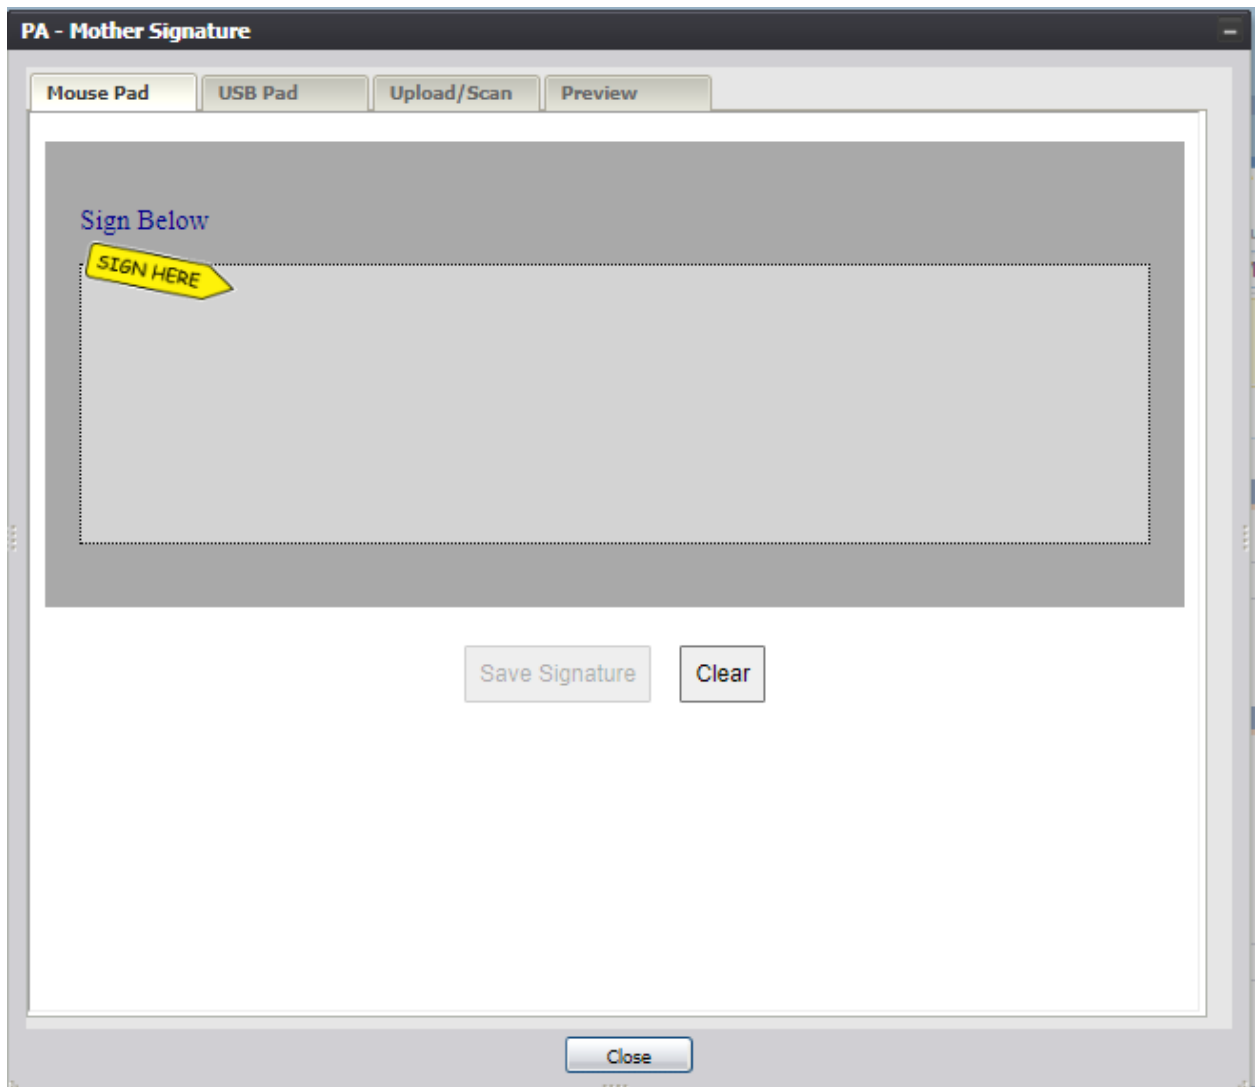 PA - Mother Signature
Mouse Pad USB Pad Upload/Scan Preview
Sign Below
SIGN HERE
Save Signature Clear
Close